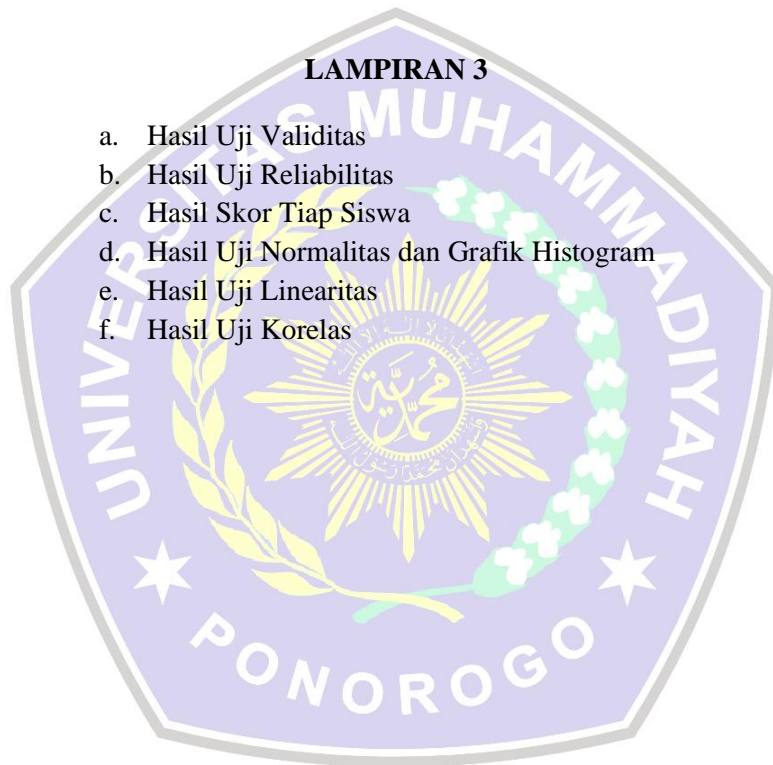 LAMPIRAN 3
a. Hasil Uji Validitas
b. Hasil Uji Reliabilitas
c. Hasil Skor Tiap Siswa
d. Hasil Uji Normalitas dan Grafik Histogram
e. Hasil Uji Linearitas
f. Hasil Uji Korelas
UNIVERSITAS MUHAMMADIYAH
PONOROGO